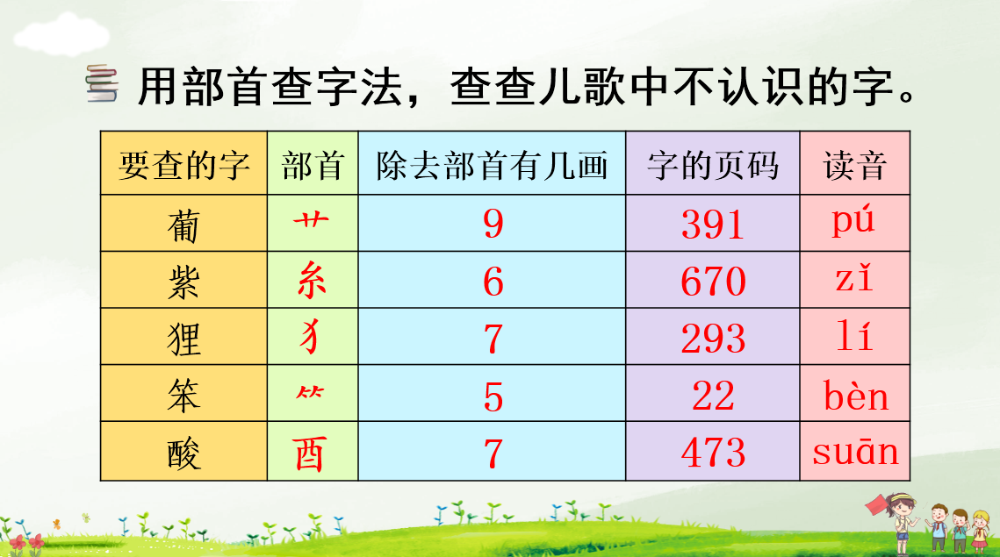 用部首查字法，查查儿歌中不认识的字。
要查的字 部首 除去部首有几画 字的页码 读音
葡 艹 9 391 pú
紫 糸 6 670 zǐ
狸 犭 7 293 lí
笨 ⺮ 5 22 bèn
酸 酉 7 473 suān